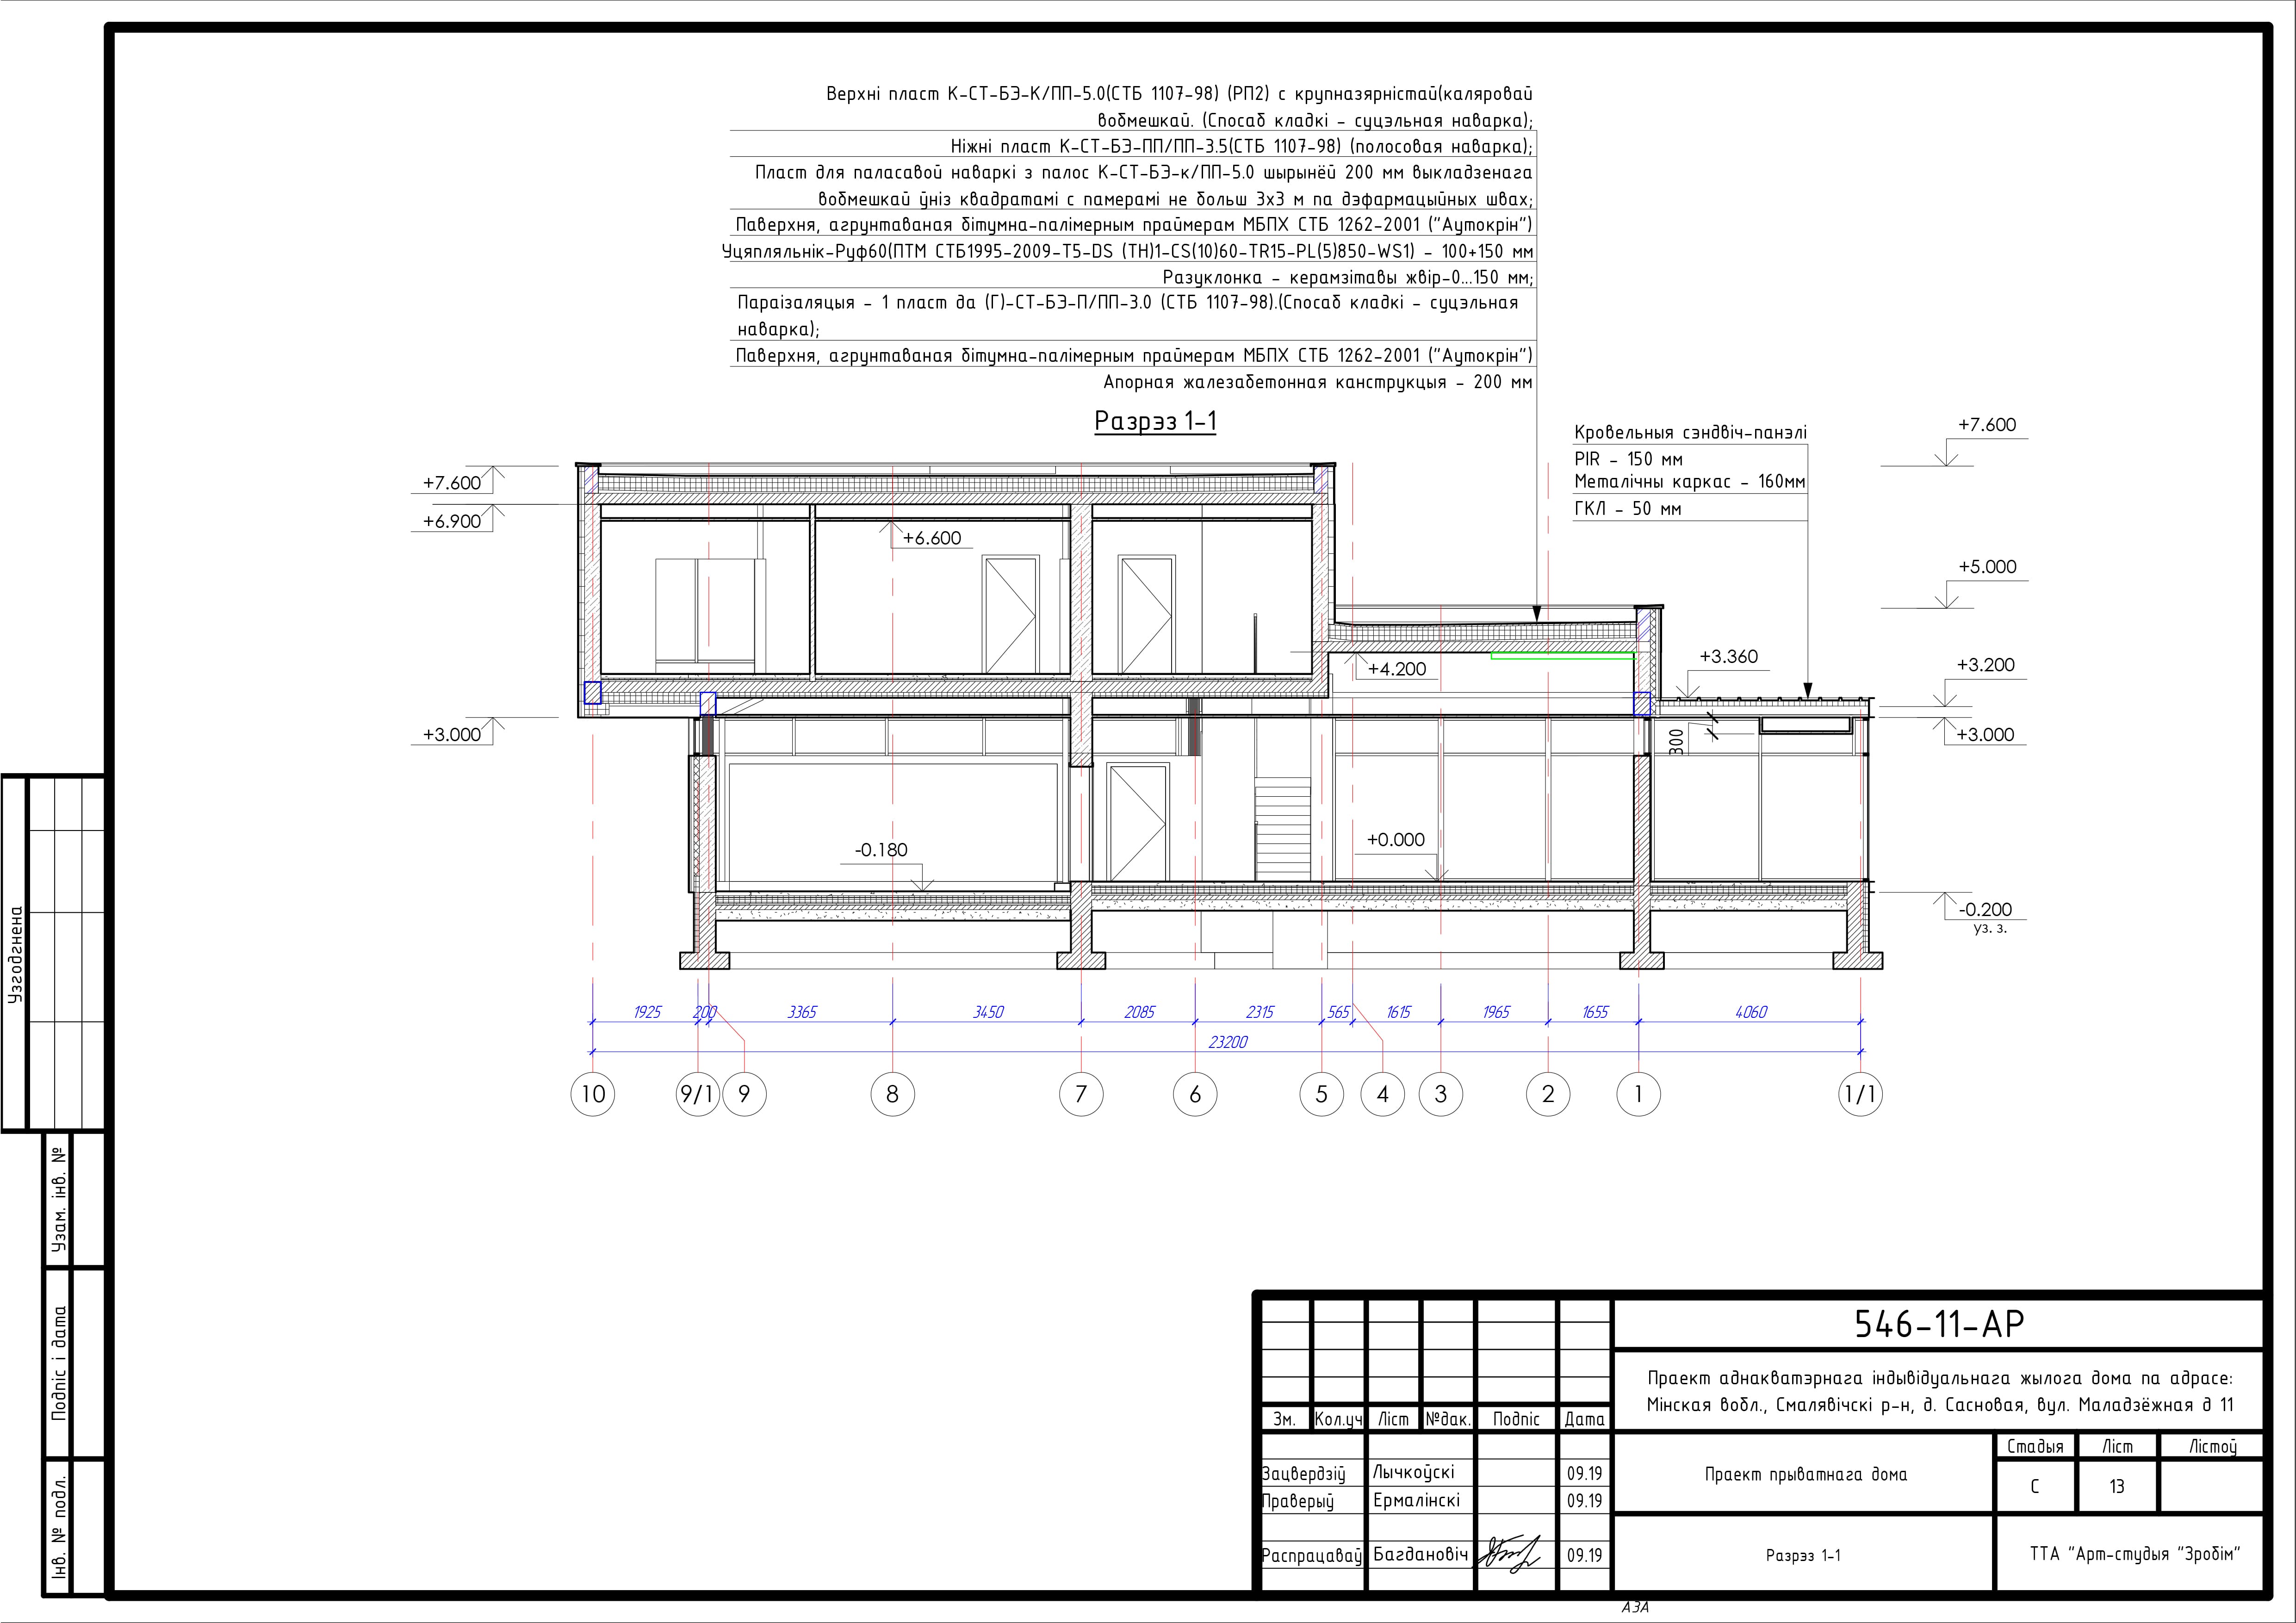 Верхні пласт К-СТ-БЭ-К/ПП-5.0(СТБ 1107-98) (РП2) с крупназярністай(каляровай
вобмешкай. (Спосаб кладкі - суцэльная наварка);
Ніжні пласт К-СТ-БЭ-ПП/ПП-3.5(СТБ 1107-98) (полосовая наварка);
Пласт для паласавой наваркі з палос К-СТ-БЭ-к/ПП-5.0 шырынёй 200 мм выкладзенага
вобмешкай ўніз квадратамі с памерамі не больш 3х3 м па дэфармацыйных швах;
Паверхня, агрунтаваная бітумна-палімерным праймерам МБПХ СТБ 1262-2001 ("Аутокрін")
Уцяпляльнік-Руф60(ПТМ СТБ1995-2009-Т5-DS (TH)1-CS(10)60-TR15-PL(5)850-WS1) - 100+150 мм
Разуклонка - керамзітавы жвір-0...150 мм;
Параізаляцыя - 1 пласт да (Г)-СТ-БЭ-П/ПП-3.0 (СТБ 1107-98).(Спосаб кладкі - суцэльная
наварка);
Паверхня, агрунтаваная бітумна-палімерным праймерам МБПХ СТБ 1262-2001 ("Аутокрін")
Апорная жалезабетонная канструкцыя - 200 мм
Разрэз 1-1
Кровельныя сэндвіч-панэлі
PIR - 150 мм
Металічны каркас - 160мм
ГКЛ - 50 мм
+7.600
+7.600
+6.900
+6.600
+5.000
+4.200
+3.360
+3.200
+3.000
+3.000
300
-0.180
+0.000
-0.200
уз. з.
1925 200 3365 3450 2085 2315 565 1615 1965 1655 4060
23200
10 9/1 9 8 7 6 5 4 3 2 1 1/1
Узгоднена
Узам. інв. №
Подпіс і дата
Інв. № подл.
546-11-АР
Праект аднакватэрнага індывідуальнага жылога дома па адрасе:
Мінская вобл., Смалявічскі р-н, д. Сасновая, вул. Маладзёжная д 11
Зм. Кол.уч Ліст №дак. Подпіс Дата
Стадыя Ліст Лістоў
Зацвердзіў Лычкоўскі 09.19
Праверыў Ермалінскі 09.19
Праект прыватнага дома
С 13
Распрацаваў Багдановіч 09.19
Разрэз 1-1
ТТА "Арт-студыя "Зробім"
А3А